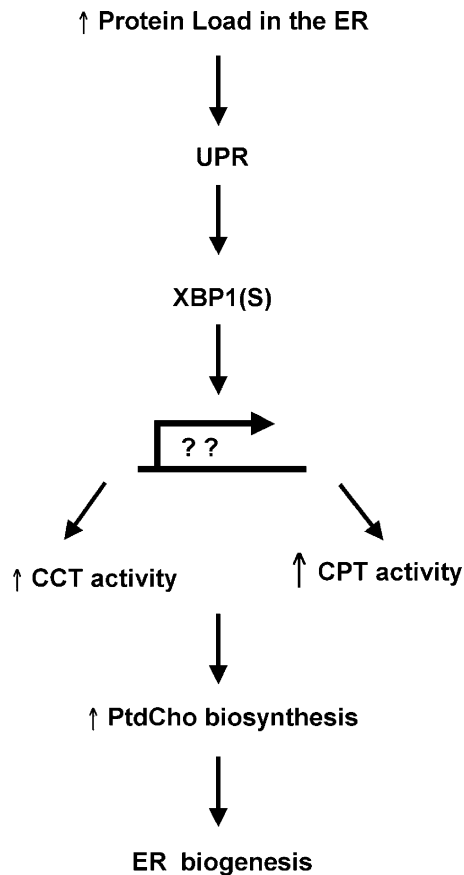 ↑ Protein Load in the ER
UPR
XBP1(S)
? ?
↑ CCT activity
↑ CPT activity
↑ PtdCho biosynthesis
ER biogenesis